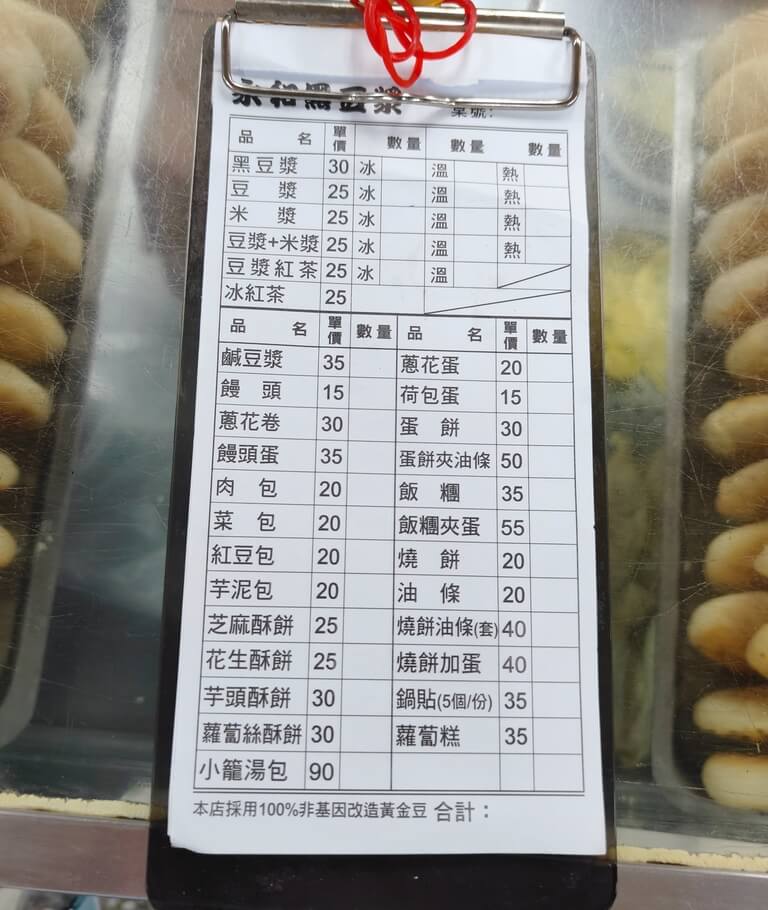 永和黑豆漿 桌號:
品名 單價 數量 數量 數量
黑豆漿 30 冰 溫 熱
豆漿 25 冰 溫 熱
米漿 25 冰 溫 熱
豆漿+米漿 25 冰 溫 熱
豆漿紅茶 25 冰 溫
冰紅茶 25
品名 單價 數量 品名 單價 數量
鹹豆漿 35 蔥花蛋 20
饅頭 15 荷包蛋 15
蔥花卷 30 蛋餅 30
饅頭蛋 35 蛋餅夾油條 50
肉包 20 飯糰 35
菜包 20 飯糰夾蛋 55
紅豆包 20 燒餅 20
芋泥包 20 油條 20
芝麻酥餅 25 燒餅油條(套) 40
花生酥餅 25 燒餅加蛋 40
芋頭酥餅 30 鍋貼(5個/份) 35
蘿蔔絲酥餅 30 蘿蔔糕 35
小籠湯包 90
本店採用100%非基因改造黃金豆 合計：